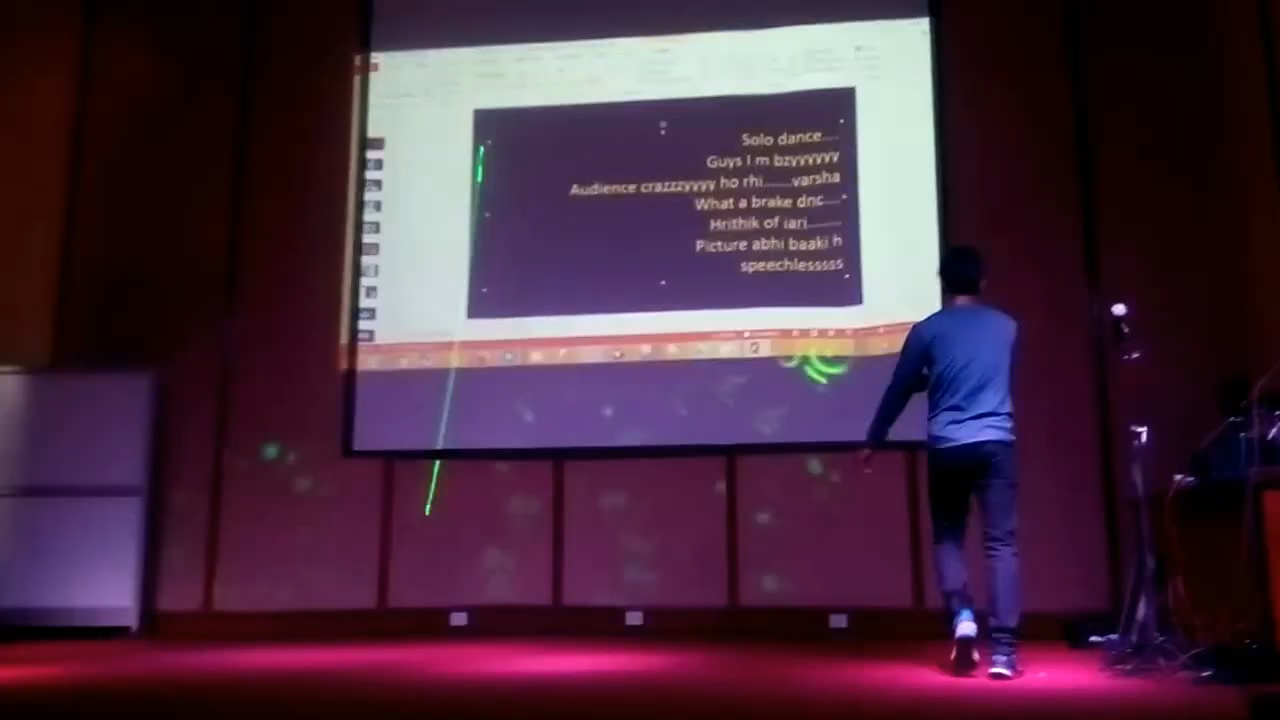 Solo dance....
Guys I m bzyyyyyy
Audience crazzzyyyy ho rhi.......varsha
What a brake dnc....
Hrithik of iari........
Picture abhi baaki h
speechlesssss